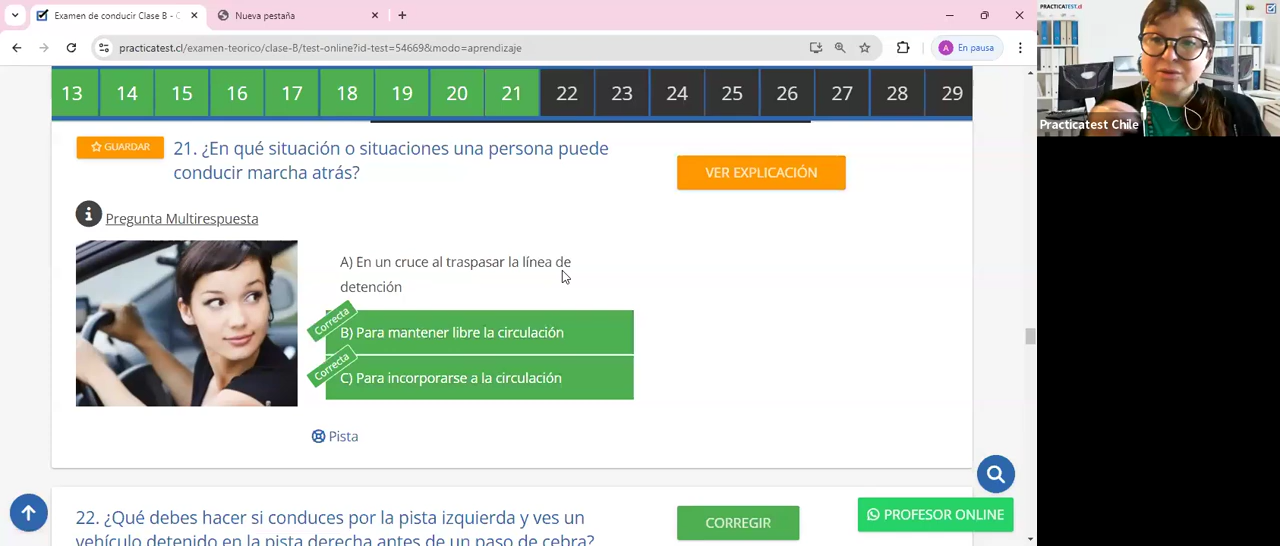 Examen de conducir Clase B - C
Nueva pestaña
practicatest.cl/examen-teorico/clase-B/test-online?id-test=54669&modo=aprendizaje
A
En pausa
PRACTICATEST.cl
13 14 15 16 17 18 19 20 21 22 23 24 25 26 27 28 29
Practicatest Chile
GUARDAR
21. ¿En qué situación o situaciones una persona puede
conducir marcha atrás?
VER EXPLICACIÓN
Pregunta Multirespuesta
A) En un cruce al traspasar la línea de
detención
Correcta
B) Para mantener libre la circulación
Correcta
C) Para incorporarse a la circulación
Pista
22. ¿Qué debes hacer si conduces por la pista izquierda y ves un
vehículo detenido en la pista derecha antes de un paso de cebra?
CORREGIR
PROFESOR ONLINE